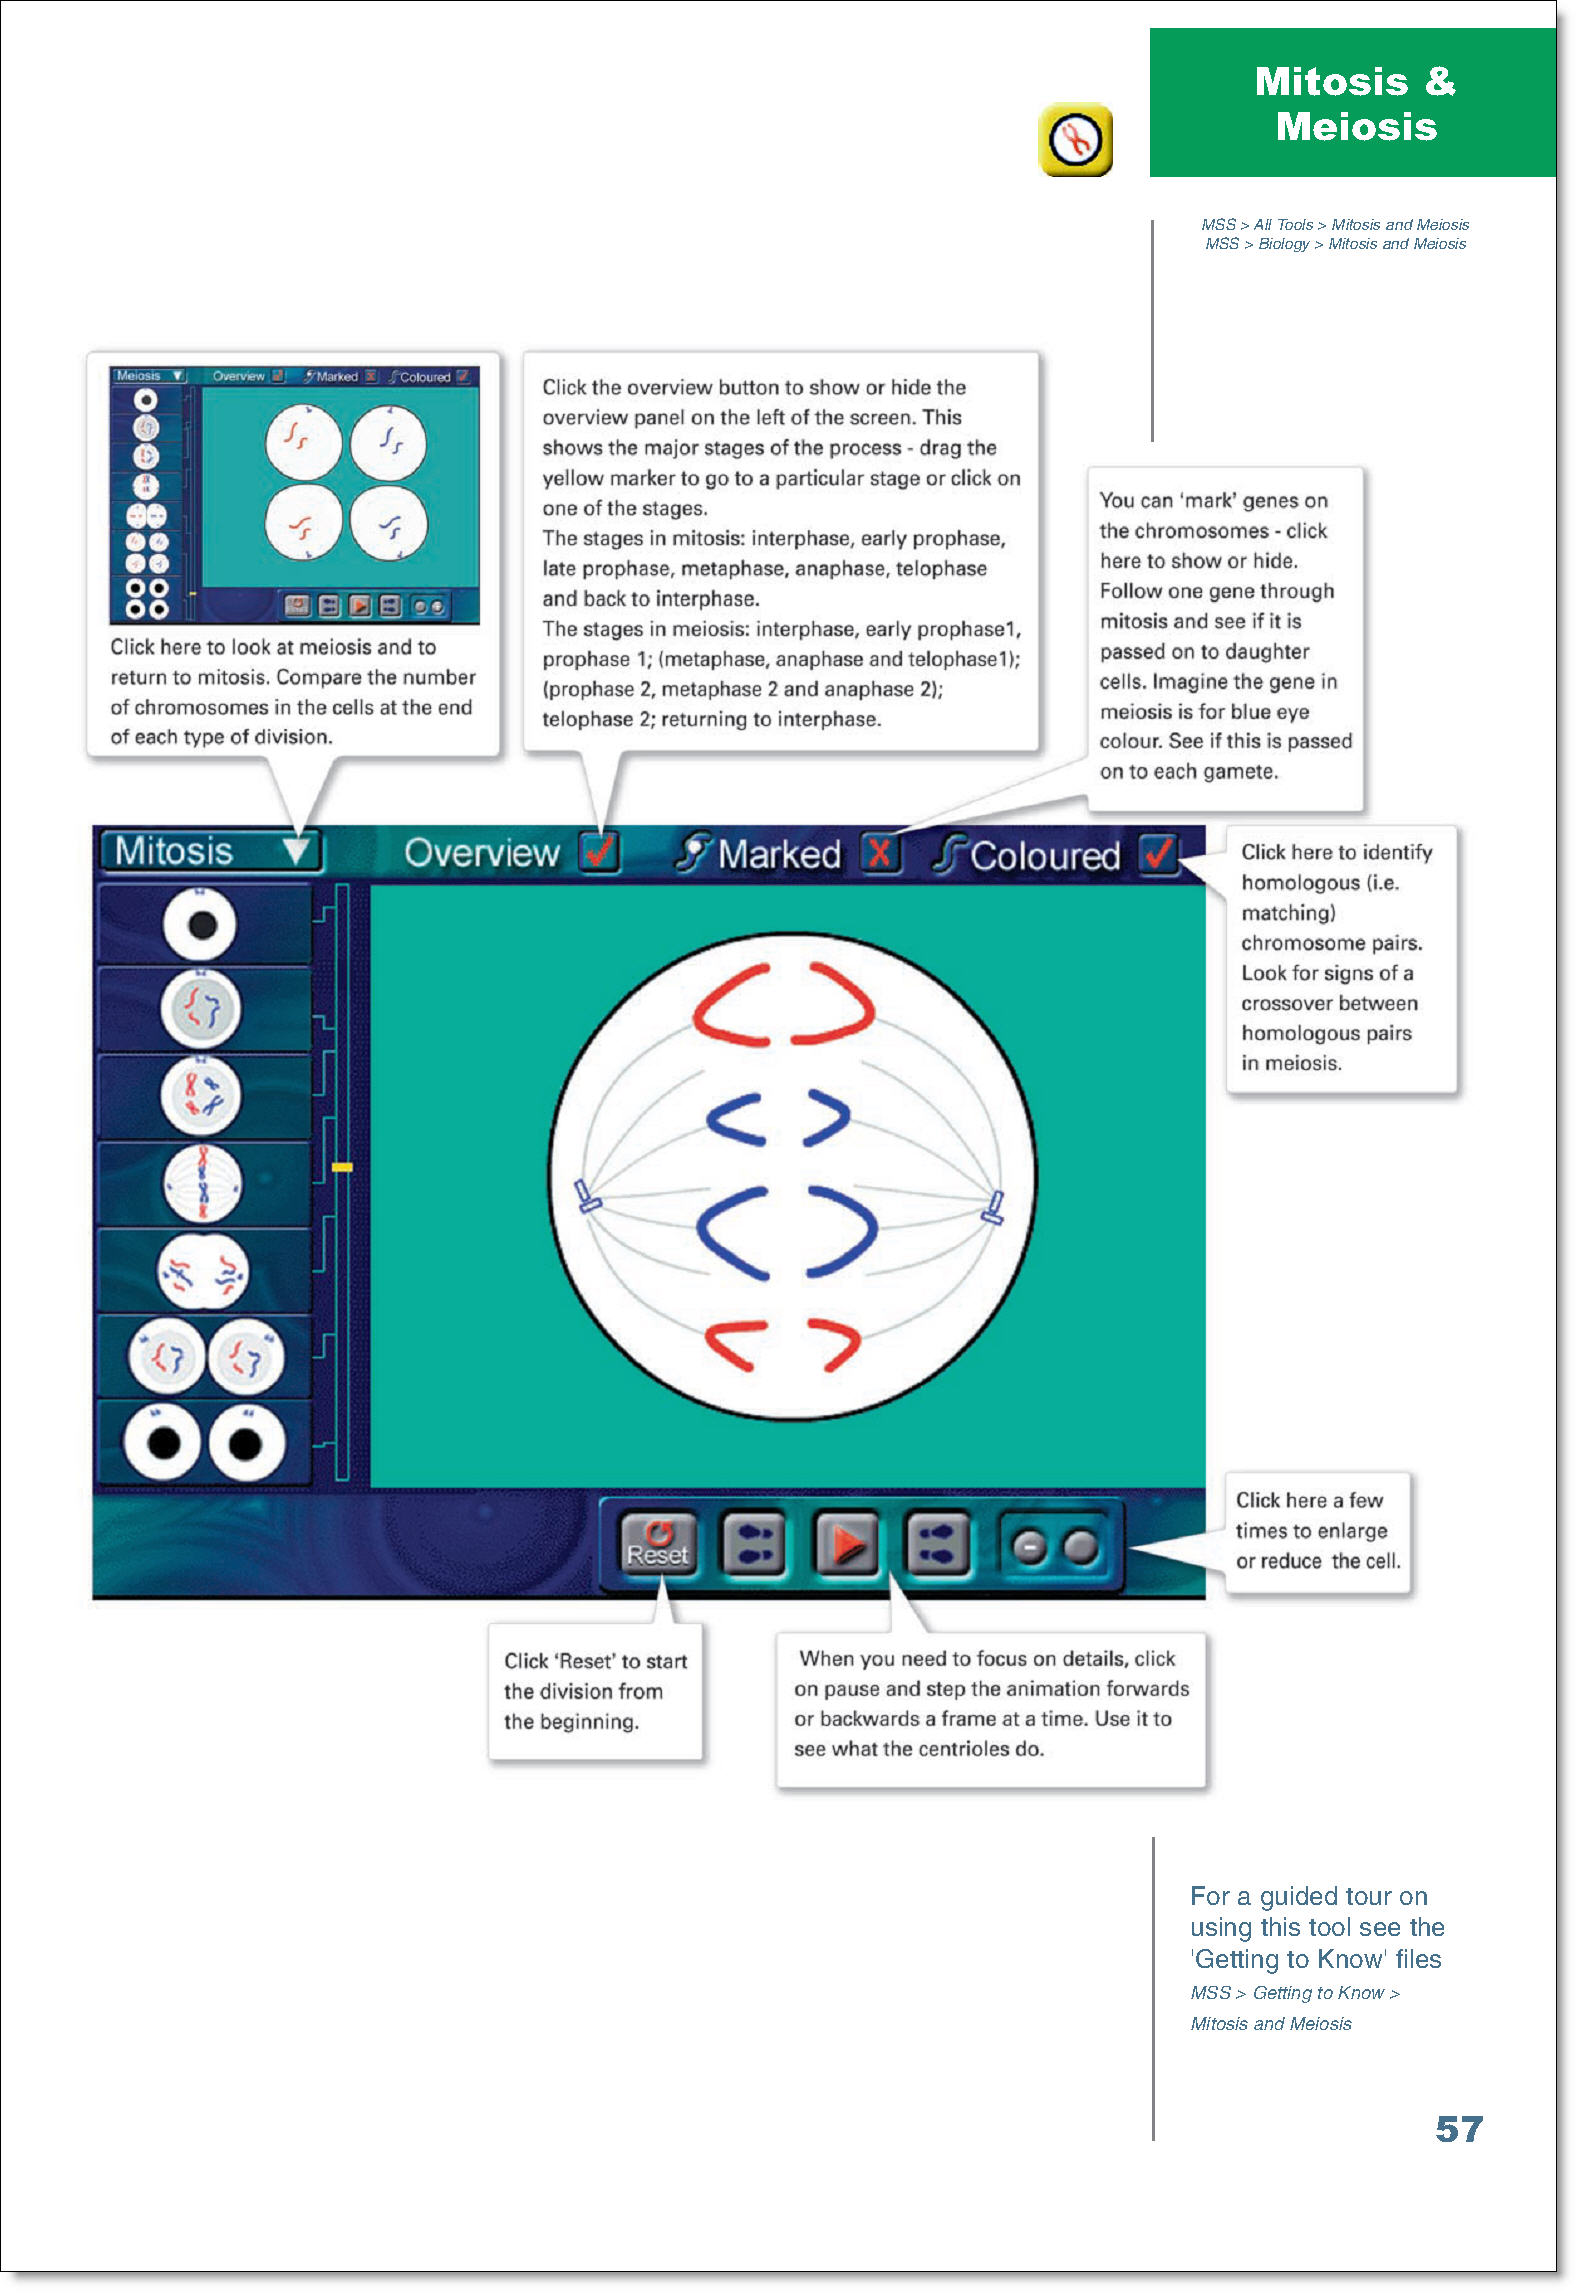 Mitosis &
Meiosis
MSS > All Tools > Mitosis and Meiosis
MSS > Biology > Mitosis and Meiosis
Meiosis
Overview
Marked
Coloured
Click here to look at meiosis and to
return to mitosis. Compare the number
of chromosomes in the cells at the end
of each type of division.
Click the overview button to show or hide the
overview panel on the left of the screen. This
shows the major stages of the process - drag the
yellow marker to go to a particular stage or click on
one of the stages.
The stages in mitosis: interphase, early prophase,
late prophase, metaphase, anaphase, telophase
and back to interphase.
The stages in meiosis: interphase, early prophase1,
prophase 1; (metaphase, anaphase and telophase1);
(prophase 2, metaphase 2 and anaphase 2);
telophase 2; returning to interphase.
You can ‘mark’ genes on
the chromosomes - click
here to show or hide.
Follow one gene through
mitosis and see if it is
passed on to daughter
cells. Imagine the gene in
meiosis is for blue eye
colour. See if this is passed
on to each gamete.
Mitosis
Overview
Marked
X
Coloured
Click here to identify
homologous (i.e.
matching)
chromosome pairs.
Look for signs of a
crossover between
homologous pairs
in meiosis.
Reset
Click here a few
times to enlarge
or reduce the cell.
Click ‘Reset’ to start
the division from
the beginning.
When you need to focus on details, click
on pause and step the animation forwards
or backwards a frame at a time. Use it to
see what the centrioles do.
For a guided tour on
using this tool see the
'Getting to Know' files
MSS > Getting to Know >
Mitosis and Meiosis
57